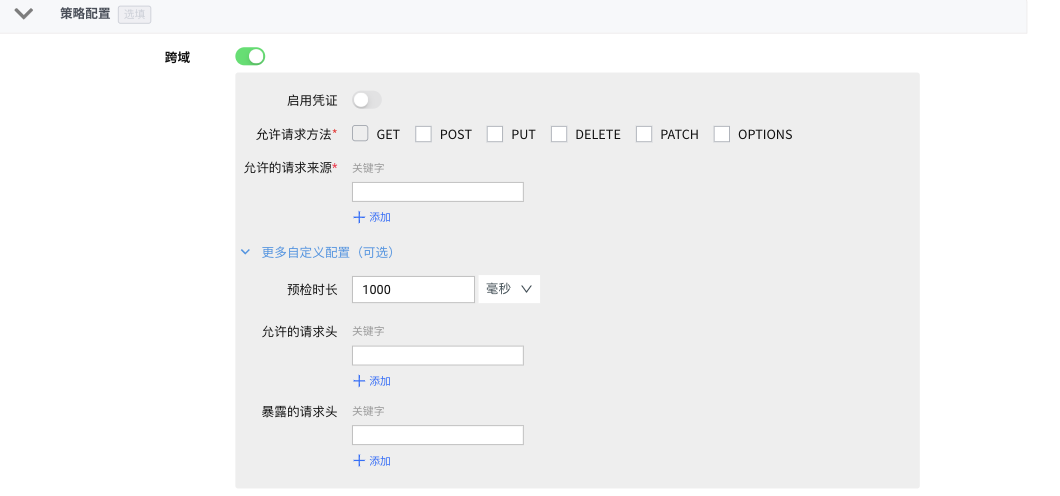 策略配置 选填
跨域
启用凭证
允许请求方法* GET POST PUT DELETE PATCH OPTIONS
允许的请求来源* 关键字
添加
更多自定义配置（可选）
预检时长 1000 毫秒
允许的请求头 关键字
添加
暴露的请求头 关键字
添加